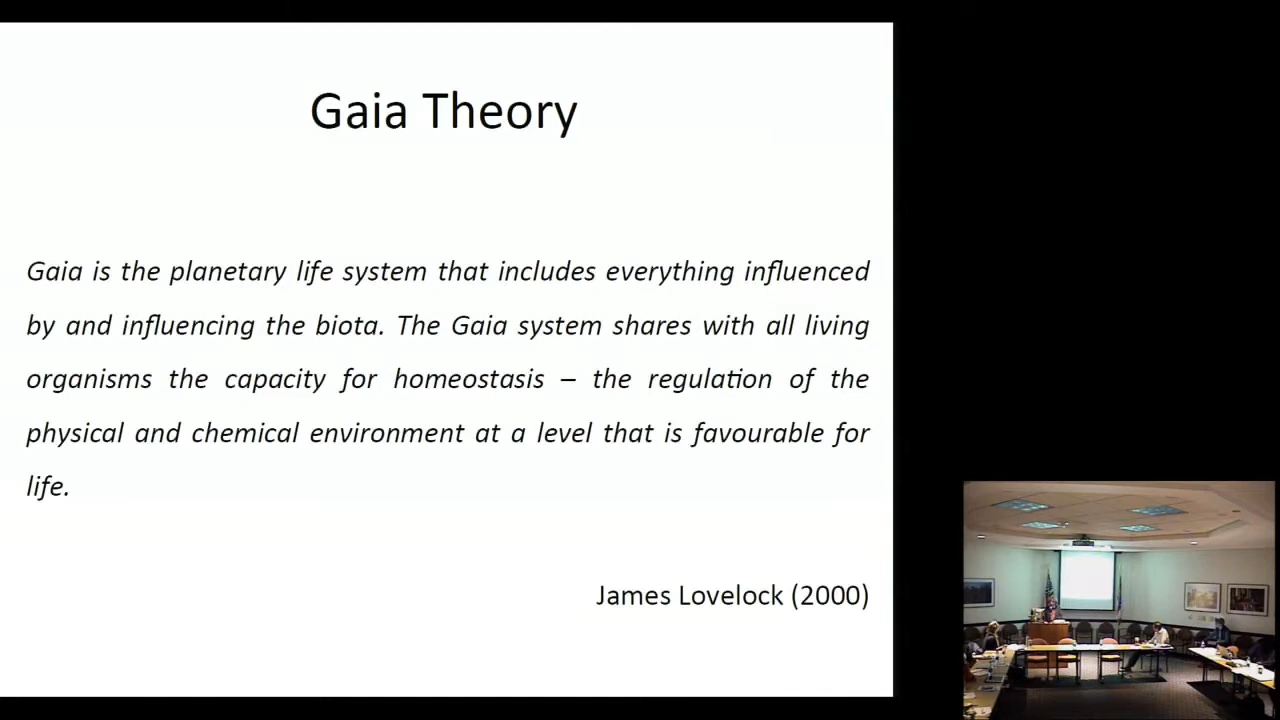 Gaia Theory
Gaia is the planetary life system that includes everything influenced
by and influencing the biota. The Gaia system shares with all living
organisms the capacity for homeostasis – the regulation of the
physical and chemical environment at a level that is favourable for
life.
James Lovelock (2000)